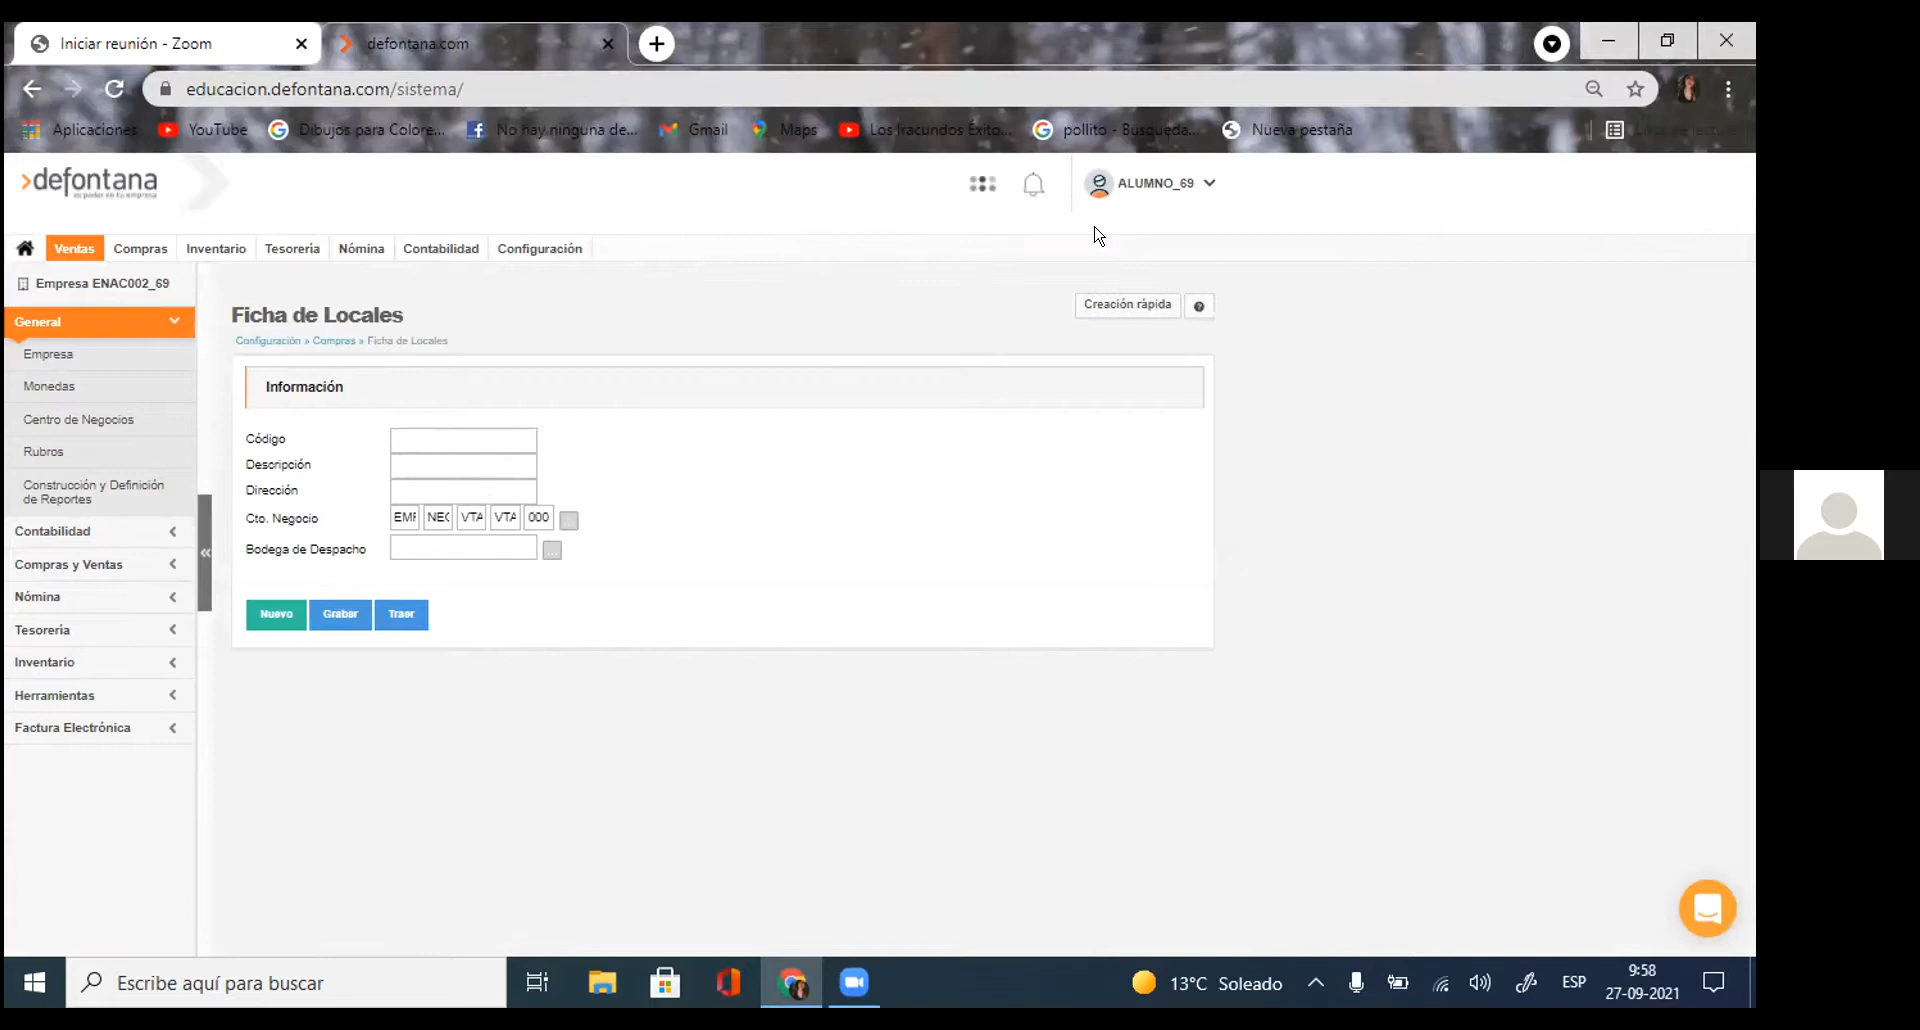 Iniciar reunión - Zoom
defontana.com
educacion.defontana.com/sistema/
Aplicaciones
YouTube
Dibujos para Colore...
No hay ninguna de...
Gmail
Maps
Los Iracundos Éxito...
pollito - Búsqueda...
Nueva pestaña
defontana
ALUMNO_69
Ventas
Compras
Inventario
Tesorería
Nómina
Contabilidad
Configuración
Empresa ENAC002_69
General
Empresa
Monedas
Centro de Negocios
Rubros
Construcción y Definición
de Reportes
Contabilidad
Compras y Ventas
Nómina
Tesorería
Inventario
Herramientas
Factura Electrónica
Ficha de Locales
Creación rápida
Configuración » Compras » Ficha de Locales
Información
Código
Descripción
Dirección
Cto. Negocio
EMF NEC VTA VTA 000 ...
Bodega de Despacho ...
Nuevo Grabar Traer
Escribe aquí para buscar
13°C Soleado
ESP
9:58
27-09-2021